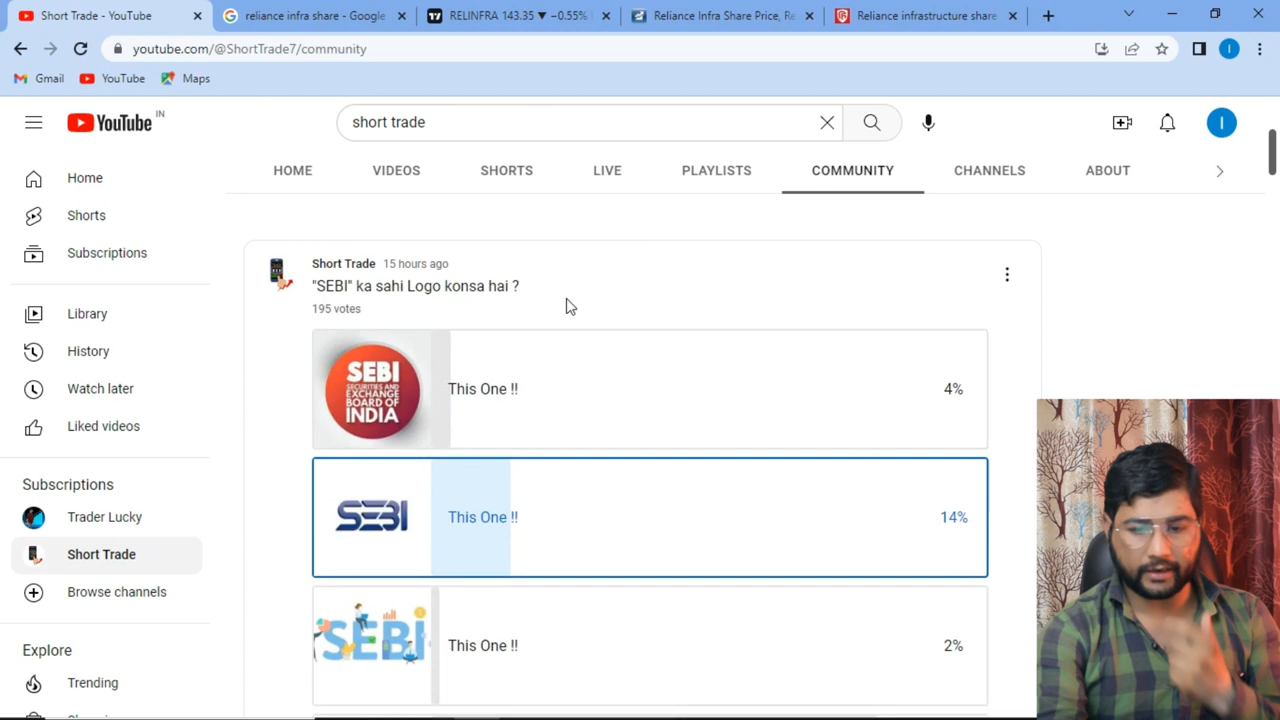 Short Trade - YouTube
reliance infra share - Google
RELINFRA 143.35 ▼ −0.55%
Reliance Infra Share Price, Re
Reliance infrastructure share
youtube.com/@ShortTrade7/community
Gmail
YouTube
Maps
YouTube IN
short trade
I
HOME
VIDEOS
SHORTS
LIVE
PLAYLISTS
COMMUNITY
CHANNELS
ABOUT
Home
Shorts
Subscriptions
Library
History
Watch later
Liked videos
Subscriptions
Trader Lucky
Short Trade
Browse channels
Explore
Trending
Short Trade 15 hours ago
"SEBI" ka sahi Logo konsa hai ?
195 votes
SEBI
SECURITIES AND
EXCHANGE
BOARD OF
INDIA
This One !!
4%
SEBI
This One !!
14%
SEBI
This One !!
2%